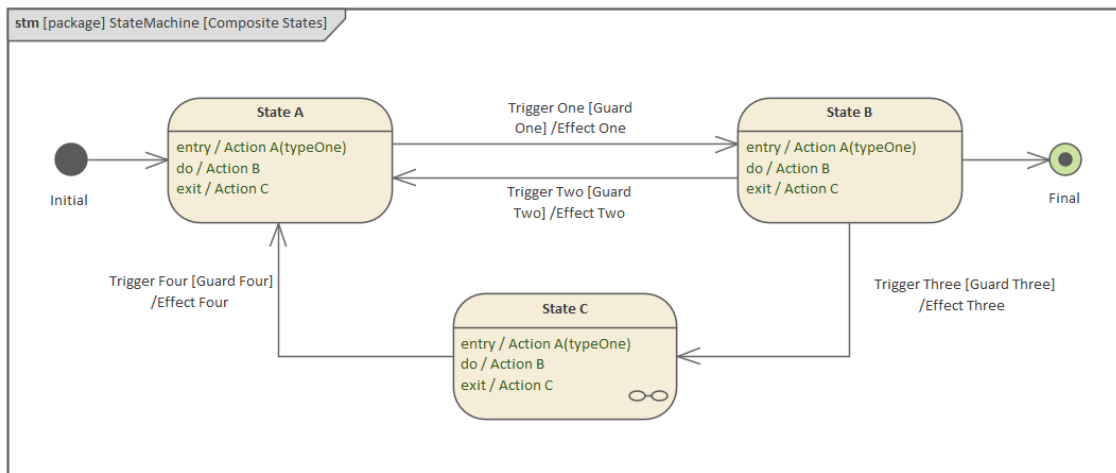 stm [package] StateMachine [Composite States]
State A
entry / Action A(typeOne)
do / Action B
exit / Action C
Trigger One [Guard
One] /Effect One
State B
entry / Action A(typeOne)
do / Action B
exit / Action C
Trigger Two [Guard
Two] /Effect Two
Initial
Final
Trigger Four [Guard Four]
/Effect Four
Trigger Three [Guard Three]
/Effect Three
State C
entry / Action A(typeOne)
do / Action B
exit / Action C